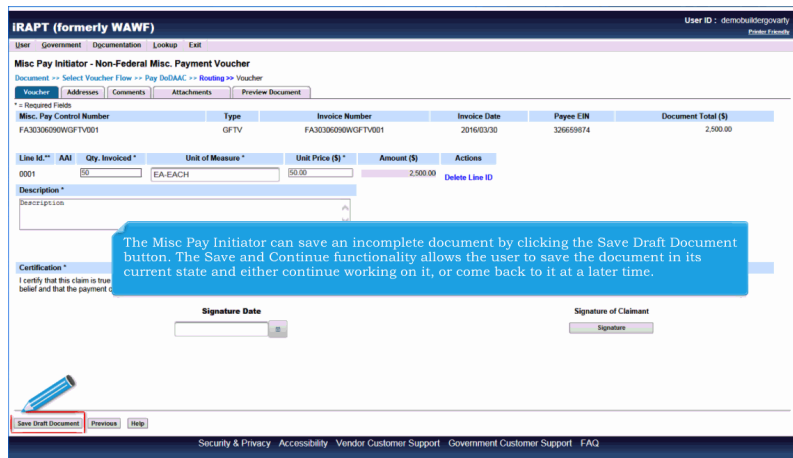 iRAPT (formerly WAWF)
User ID : demobuildergovarty
Printer Friendly
User Government Documentation Lookup Exit
Misc Pay Initiator - Non-Federal Misc. Payment Voucher
Document >> Select Voucher Flow >> Pay DoDAAC >> Routing >> Voucher
Voucher Addresses Comments Attachments Preview Document
* = Required Fields
Misc. Pay Control Number Type Invoice Number Invoice Date Payee EIN Document Total ($)
FA30306090WGFTV001 GFTV FA30306090WGFTV001 2016/03/30 326659874 2,500.00
Line Id.** AAI Qty. Invoiced * Unit of Measure * Unit Price ($) * Amount ($) Actions
0001 50 EA-EACH 50.00 2,500.00 Delete Line ID
Description *
Description
The Misc Pay Initiator can save an incomplete document by clicking the Save Draft Document
button. The Save and Continue functionality allows the user to save the document in its
current state and either continue working on it, or come back to it at a later time.
Certification *
I certify that this claim is true
belief and that the payment
Signature Date Signature of Claimant
Signature
Save Draft Document Previous Help
Security & Privacy Accessibility Vendor Customer Support Government Customer Support FAQ